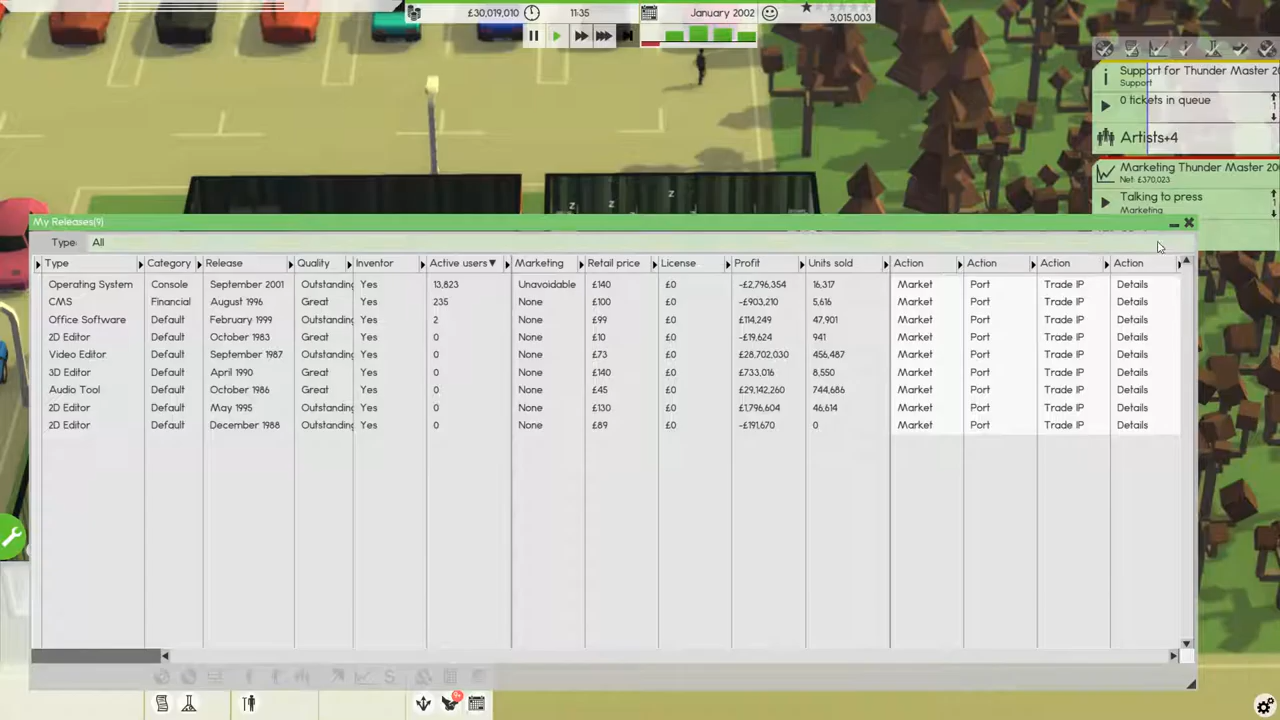 £30,019,010 11:35 January 2002 3,015,003
Support for Thunder Master 20
Support
0 tickets in queue
Artists+4
Marketing Thunder Master 20
Net: £370,023
Talking to press
Marketing
z z z z
My Releases(9)
Type: All
Type Category Release Quality Inventor Active users▼ Marketing Retail price License Profit Units sold Action Action Action Action
Operating System Console September 2001 Outstanding Yes 13,823 Unavoidable £140 £0 -£2,796,354 16,317 Market Port Trade IP Details
CMS Financial August 1996 Great Yes 235 None £100 £0 -£903,210 5,616 Market Port Trade IP Details
Office Software Default February 1999 Outstanding Yes 2 None £99 £0 £114,249 47,901 Market Port Trade IP Details
2D Editor Default October 1983 Great Yes 0 None £10 £0 -£19,624 941 Market Port Trade IP Details
Video Editor Default September 1987 Outstanding Yes 0 None £73 £0 £28,702,030 456,487 Market Port Trade IP Details
3D Editor Default April 1990 Great Yes 0 None £140 £0 £733,016 8,550 Market Port Trade IP Details
Audio Tool Default October 1986 Great Yes 0 None £45 £0 £29,142,260 744,686 Market Port Trade IP Details
2D Editor Default May 1995 Outstanding Yes 0 None £130 £0 £1,796,604 46,614 Market Port Trade IP Details
2D Editor Default December 1988 Outstanding Yes 0 None £89 £0 -£191,670 0 Market Port Trade IP Details